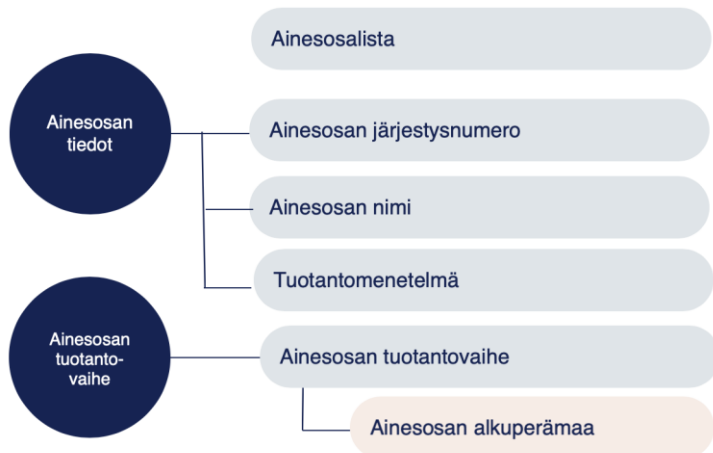 Ainesosalista
Ainesosan
tiedot
Ainesosan järjestysnumero
Ainesosan nimi
Tuotantomenetelmä
Ainesosan
tuotanto-
vaihe
Ainesosan tuotantovaihe
Ainesosan alkuperämaa